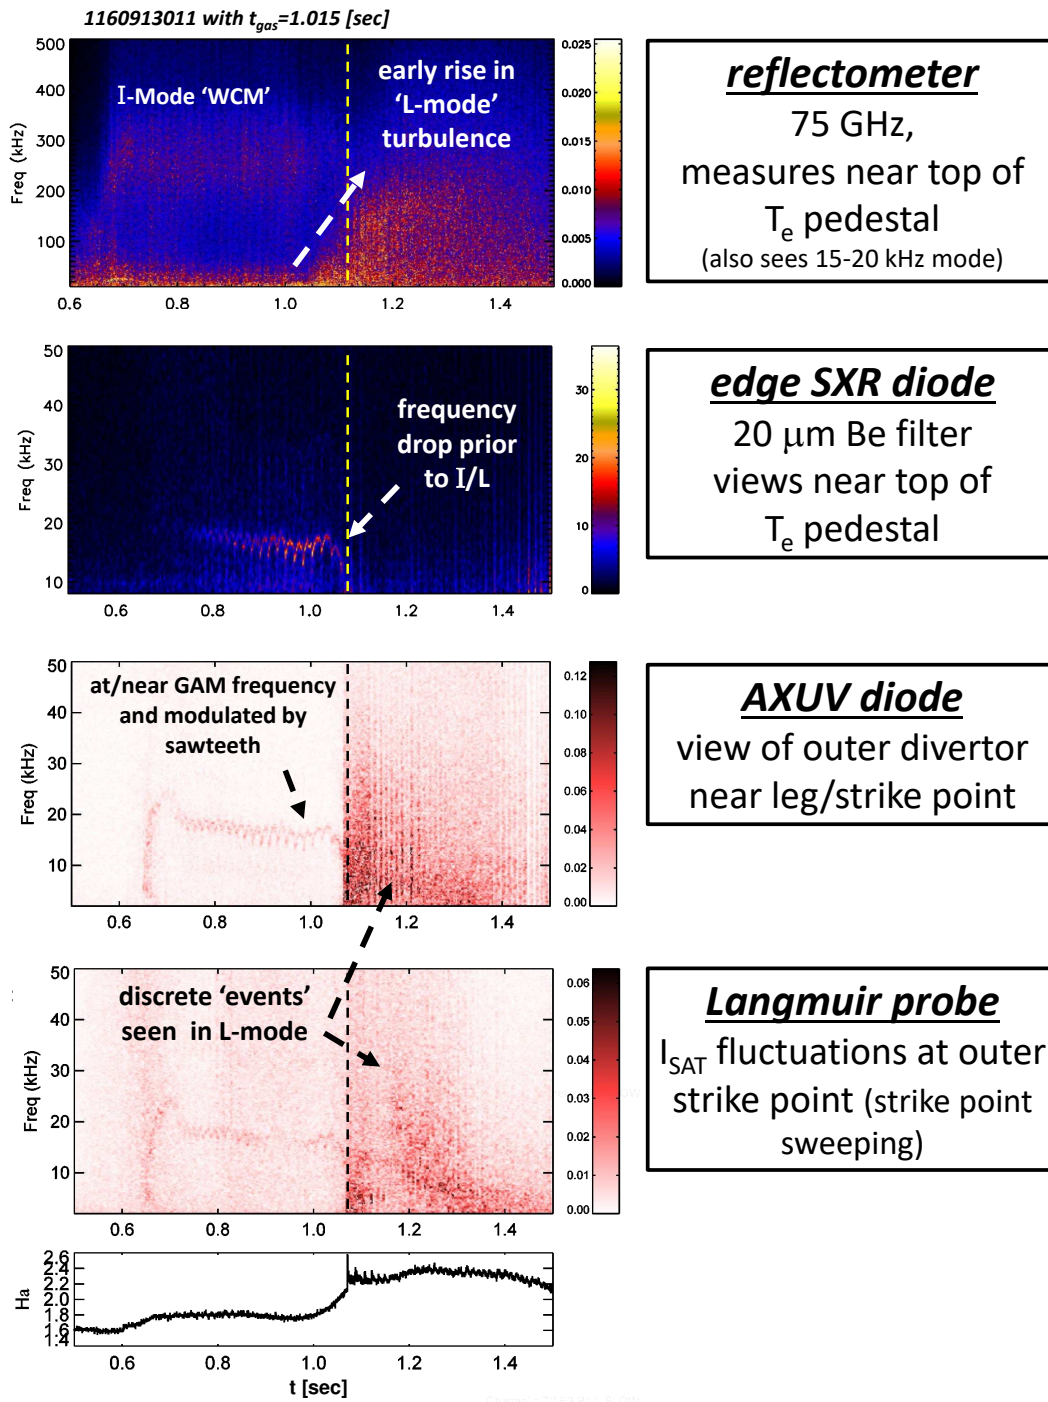 1160913011 with tgas=1.015 [sec]
500
400
300
200
100
Freq (kHz)
I-Mode 'WCM'
early rise in
'L-mode'
turbulence
0.6 0.8 1.0 1.2 1.4
0.025
0.020
0.015
0.010
0.005
0.000
reflectometer
75 GHz,
measures near top of
Te pedestal
(also sees 15-20 kHz mode)
50
40
30
20
10
Freq (kHz)
frequency
drop prior
to I/L
0.6 0.8 1.0 1.2 1.4
30
20
10
0
edge SXR diode
20 μm Be filter
views near top of
Te pedestal
50
40
30
20
10
Freq (kHz)
at/near GAM frequency
and modulated by
sawteeth
0.6 0.8 1.0 1.2 1.4
0.12
0.10
0.08
0.06
0.04
0.02
0.00
AXUV diode
view of outer divertor
near leg/strike point
50
40
30
20
10
Freq (kHz)
discrete 'events'
seen in L-mode
0.6 0.8 1.0 1.2 1.4
0.06
0.05
0.04
0.03
0.02
0.01
0.00
Langmuir probe
ISAT fluctuations at outer
strike point (strike point
sweeping)
2.6
2.4
2.2
2.0
1.8
1.6
1.4
Ha
0.6 0.8 1.0 1.2 1.4
t [sec]